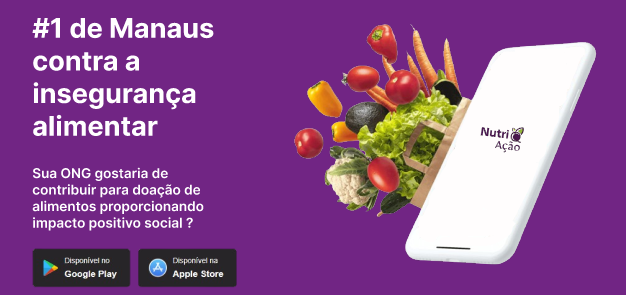 #1 de Manaus
contra a
insegurança
alimentar
Sua ONG gostaria de
contribuir para doação de
alimentos proporcionando
impacto positivo social ?
Disponível no
Google Play
Disponível na
Apple Store
Nutri
Ação